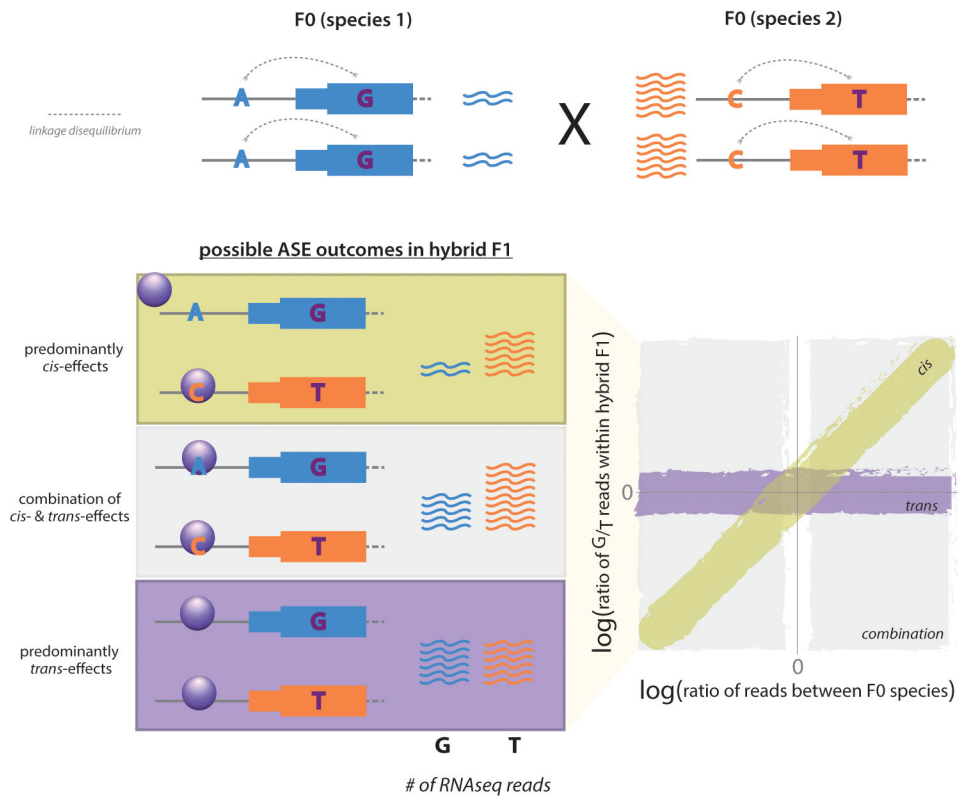 F0 (species 1)
F0 (species 2)
A
G
C
T
linkage disequilibrium
X
A
G
C
T
possible ASE outcomes in hybrid F1
predominantly
cis-effects
A
G
C
T
combination of
cis- & trans-effects
A
G
C
T
predominantly
trans-effects
G
T
G
T
# of RNAseq reads
log(ratio of G/T reads within hybrid F1)
0
cis
trans
combination
0
log(ratio of reads between F0 species)